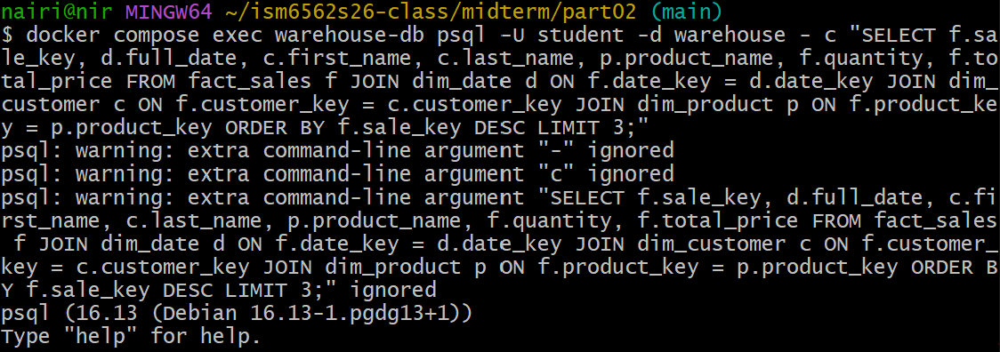 nairi@nir MINGW64 ~/ism6562s26-class/midterm/part02 (main)
$ docker compose exec warehouse-db psql -U student -d warehouse - c "SELECT f.sa
le_key, d.full_date, c.first_name, c.last_name, p.product_name, f.quantity, f.to
tal_price FROM fact_sales f JOIN dim_date d ON f.date_key = d.date_key JOIN dim_
customer c ON f.customer_key = c.customer_key JOIN dim_product p ON f.product_ke
y = p.product_key ORDER BY f.sale_key DESC LIMIT 3;"
psql: warning: extra command-line argument "-" ignored
psql: warning: extra command-line argument "c" ignored
psql: warning: extra command-line argument "SELECT f.sale_key, d.full_date, c.fi
rst_name, c.last_name, p.product_name, f.quantity, f.total_price FROM fact_sales
 f JOIN dim_date d ON f.date_key = d.date_key JOIN dim_customer c ON f.customer_
key = c.customer_key JOIN dim_product p ON f.product_key = p.product_key ORDER B
Y f.sale_key DESC LIMIT 3;" ignored
psql (16.13 (Debian 16.13-1.pgdg13+1))
Type "help" for help.